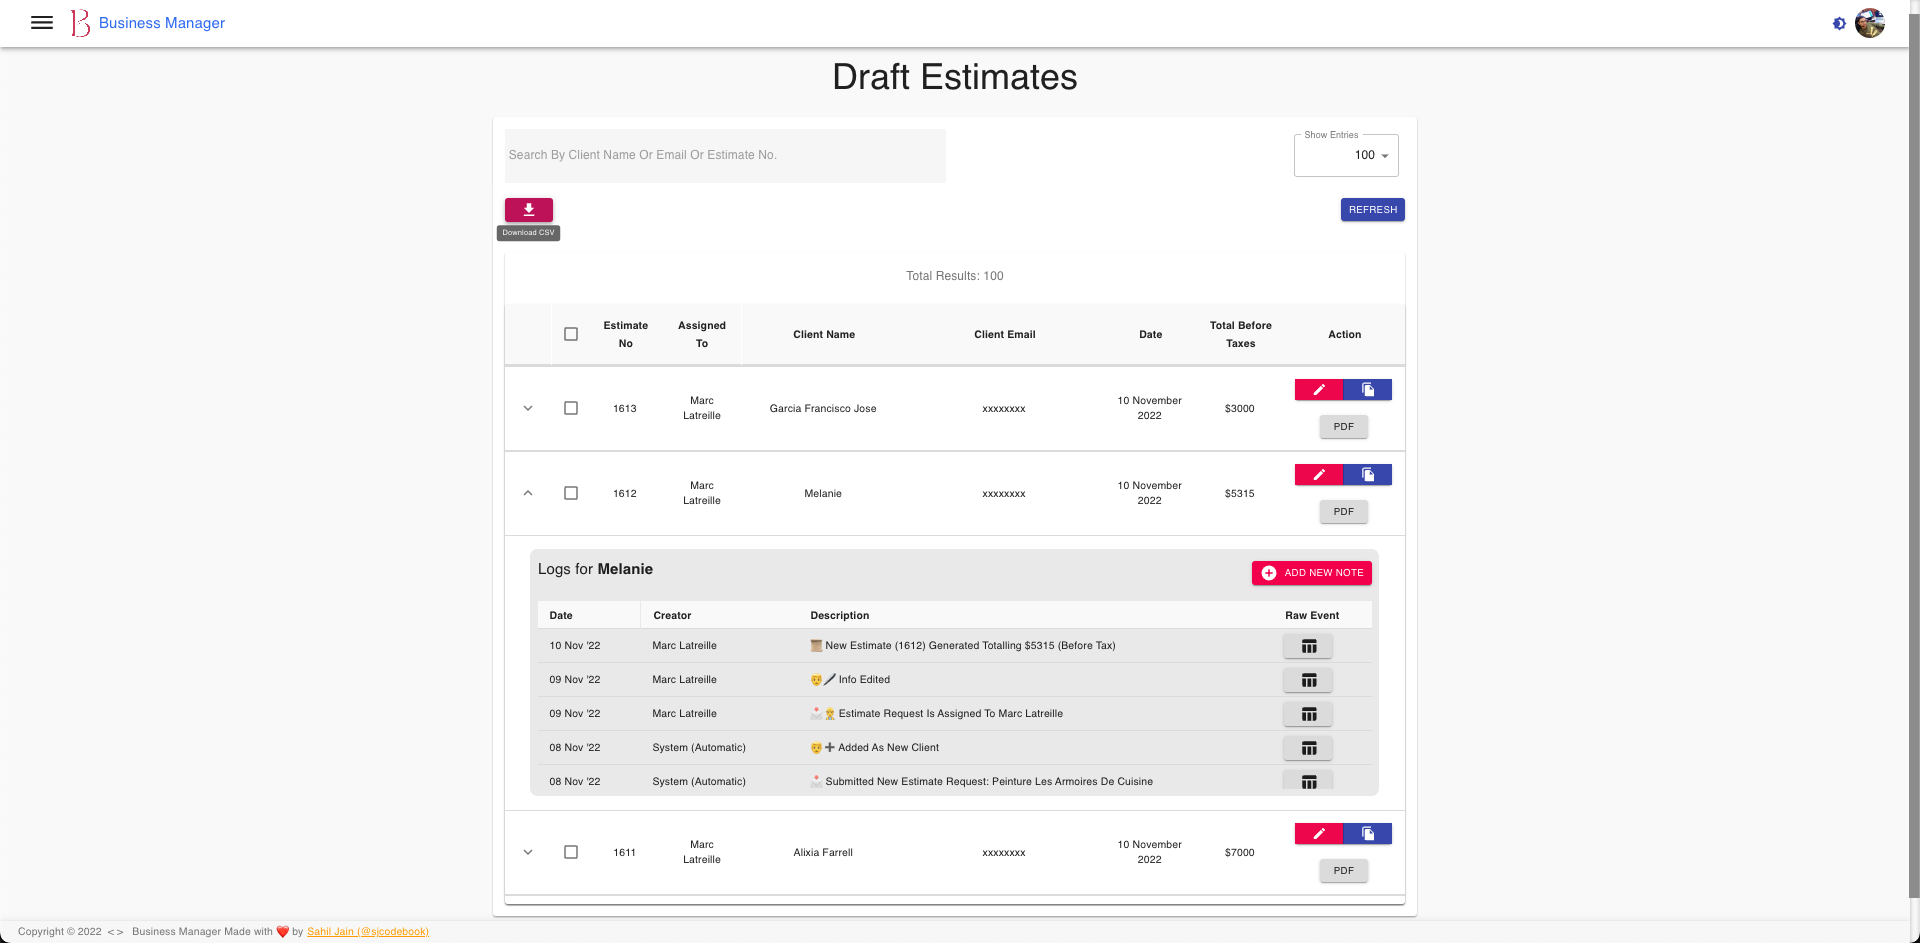 Business Manager
Draft Estimates
Search By Client Name Or Email Or Estimate No.
Show Entries
100
Download CSV
REFRESH
Total Results: 100
Estimate No Assigned To Client Name Client Email Date Total Before Taxes Action
1613 Marc Latreille Garcia Francisco Jose xxxxxxxx 10 November 2022 $3000
PDF
1612 Marc Latreille Melanie xxxxxxxx 10 November 2022 $5315
PDF
Logs for Melanie
ADD NEW NOTE
Date Creator Description Raw Event
10 Nov '22 Marc Latreille New Estimate (1612) Generated Totalling $5315 (Before Tax)
09 Nov '22 Marc Latreille Info Edited
09 Nov '22 Marc Latreille Estimate Request Is Assigned To Marc Latreille
08 Nov '22 System (Automatic) Added As New Client
08 Nov '22 System (Automatic) Submitted New Estimate Request: Peinture Les Armoires De Cuisine
1611 Marc Latreille Alixia Farrell xxxxxxxx 10 November 2022 $7000
PDF
Copyright © 2022 <> Business Manager Made with ❤️ by Sahil Jain (@sjcodebook)